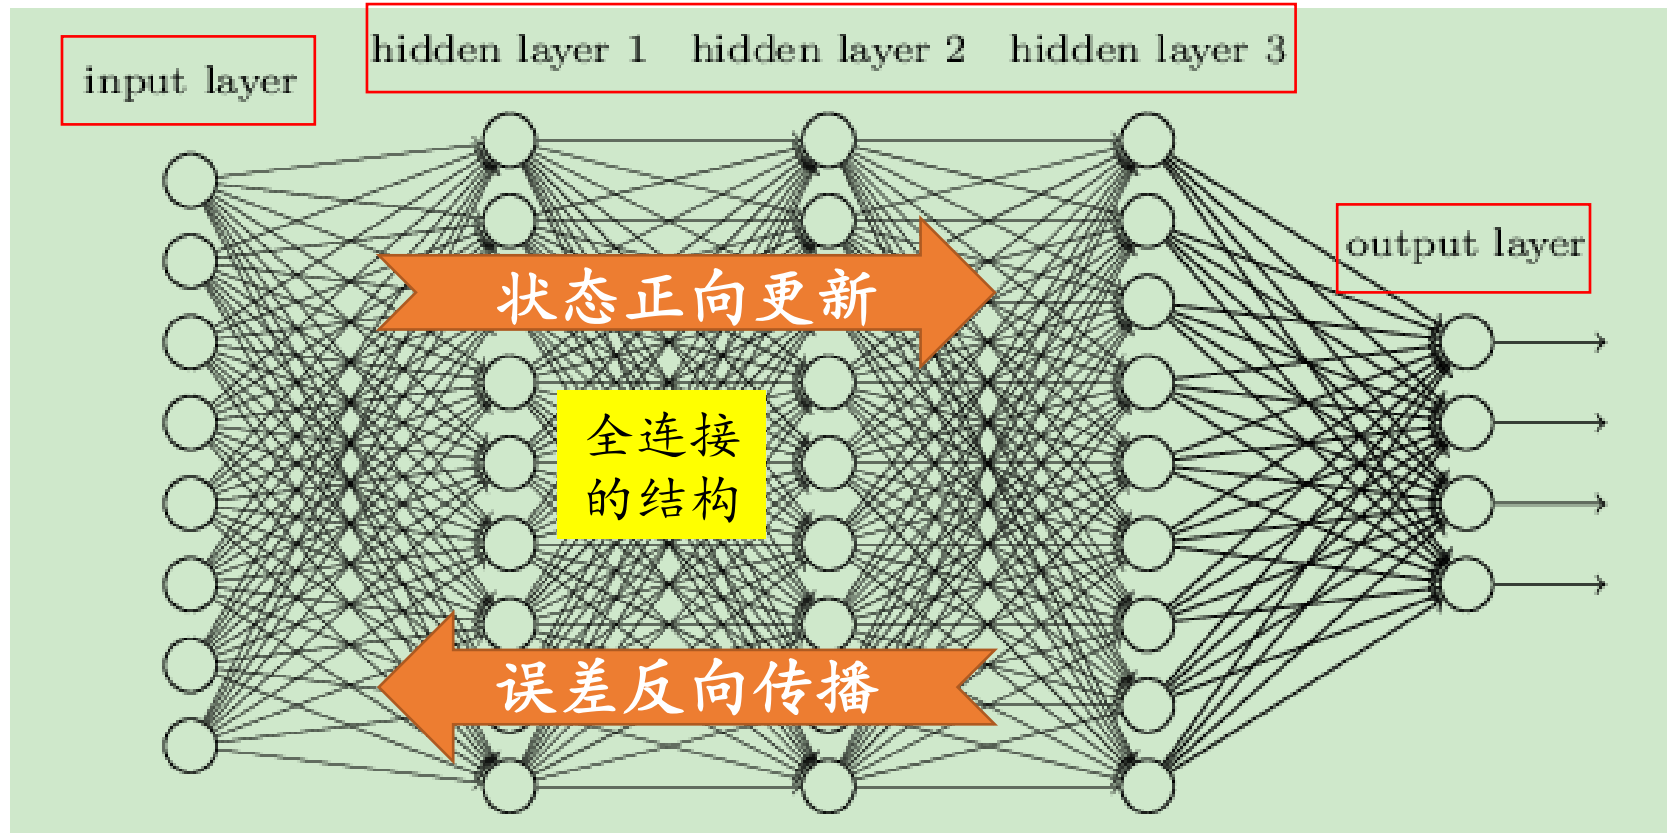 input layer
hidden layer 1 hidden layer 2 hidden layer 3
output layer
状态正向更新
全连接
的结构
误差反向传播